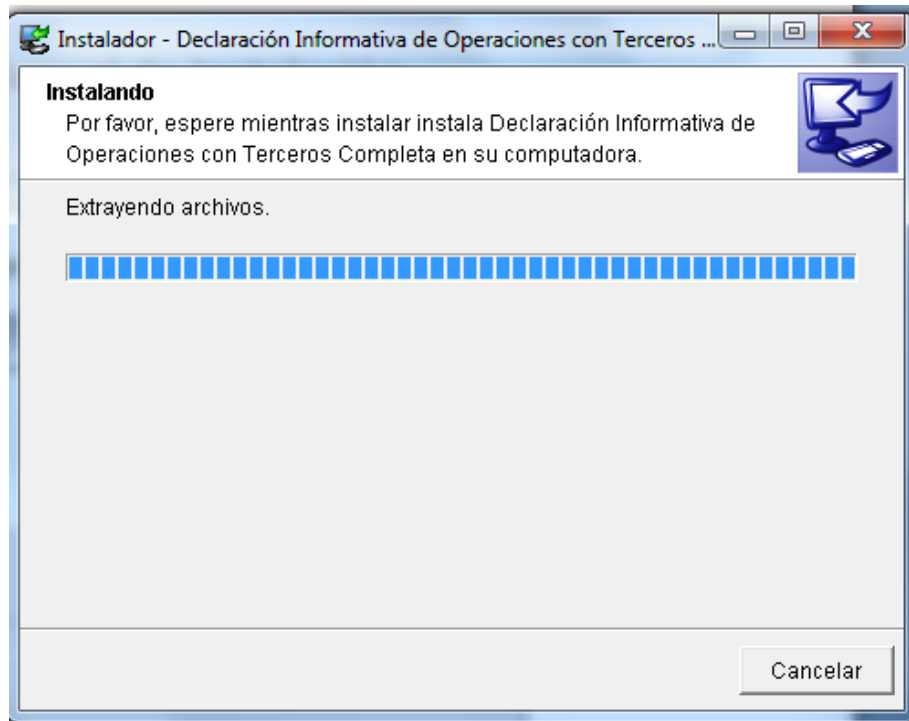 Instalador - Declaración Informativa de Operaciones con Terceros ...
Instalando
Por favor, espere mientras instalar instala Declaración Informativa de
Operaciones con Terceros Completa en su computadora.
Extrayendo archivos.
Cancelar